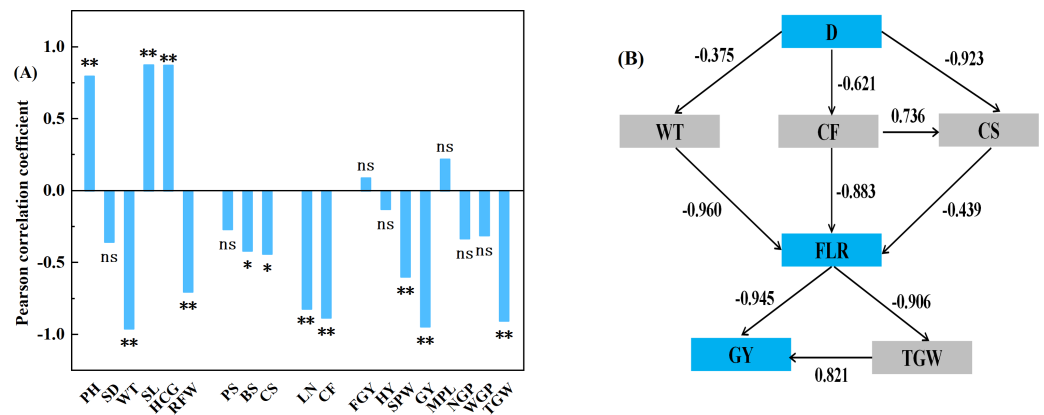 (A)
Pearson correlation coefficient
1.0
0.5
0.0
-0.5
-1.0
**
ns
**
**
**
**
ns
*
*
**
**
ns
ns
**
**
ns
ns
ns
**
PH
SD
WT
SL
HCG
RFW
PS
BS
CS
LN
CF
FGY
HY
SPW
GY
MPL
NGP
WGP
TGW
(B)
D
-0.375
-0.621
-0.923
WT
CF
0.736
CS
-0.960
-0.883
-0.439
FLR
-0.945
-0.906
GY
0.821
TGW